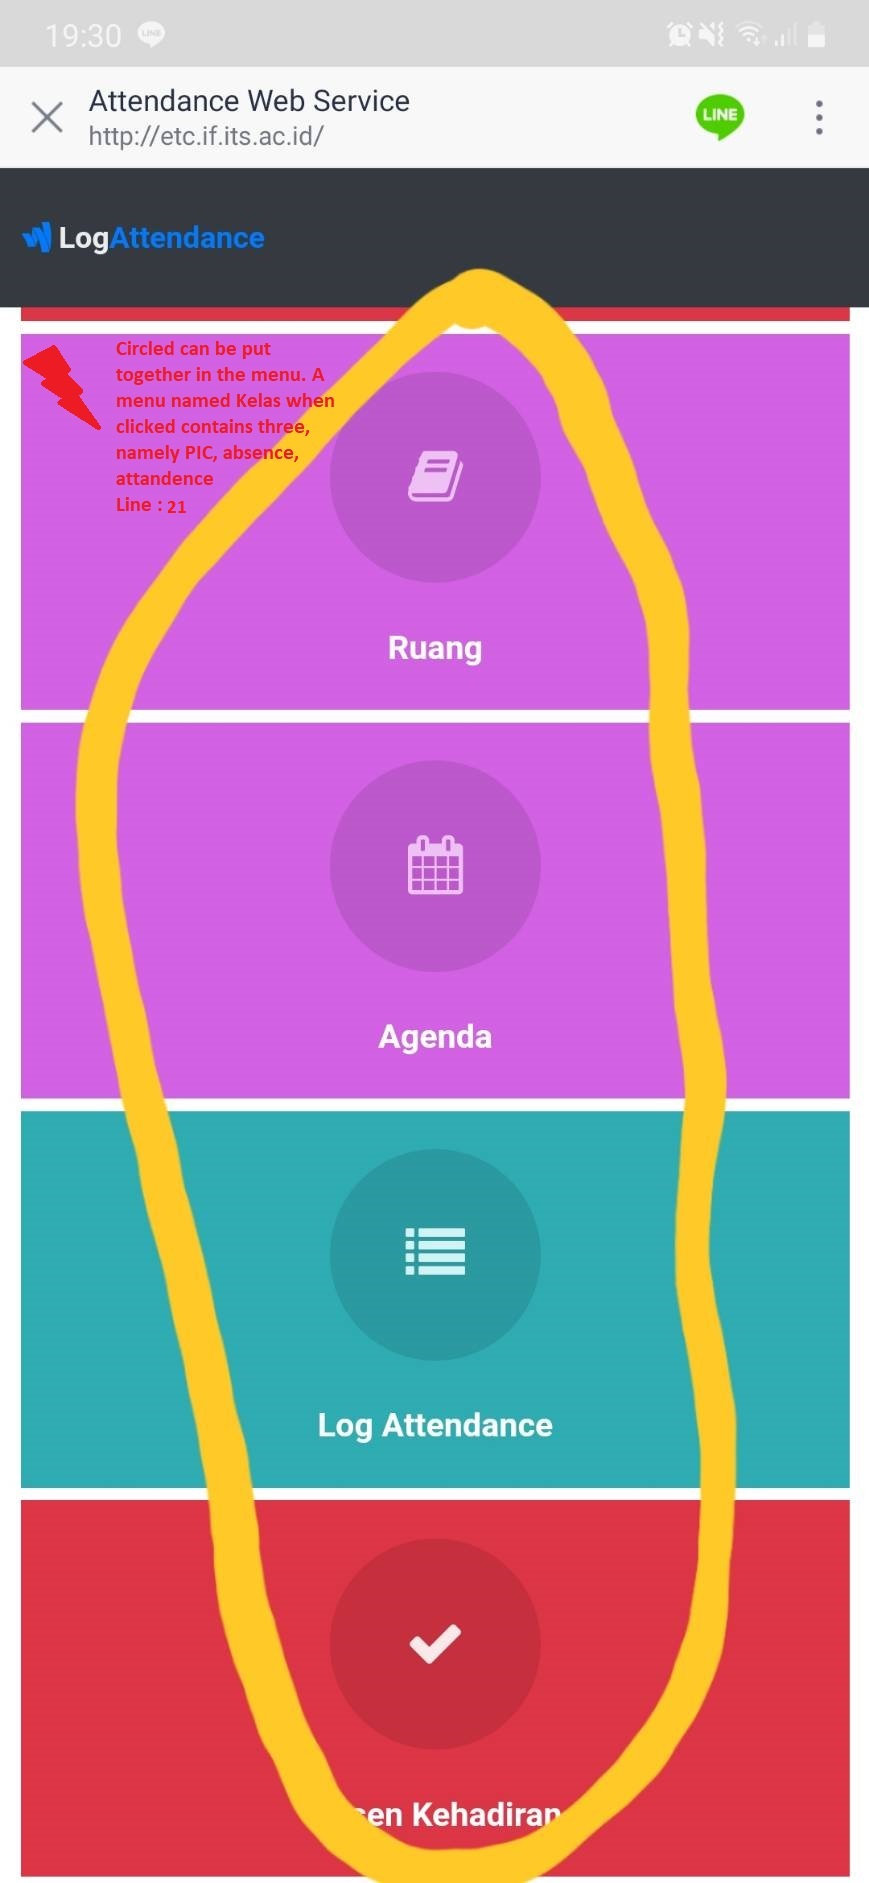 19:30
LINE
Attendance Web Service
http://etc.if.its.ac.id/
LINE
LogAttendance
Circled can be put
together in the menu. A
menu named Kelas when
clicked contains three,
namely PIC, absence,
attandence
Line : 21
Ruang
Agenda
Log Attendance
sen Kehadiran